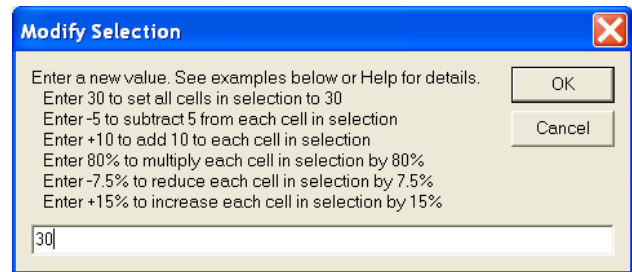 Modify Selection
Enter a new value. See examples below or Help for details.
Enter 30 to set all cells in selection to 30
Enter -5 to subtract 5 from each cell in selection
Enter +10 to add 10 to each cell in selection
Enter 80% to multiply each cell in selection by 80%
Enter -7.5% to reduce each cell in selection by 7.5%
Enter +15% to increase each cell in selection by 15%
OK
Cancel
30